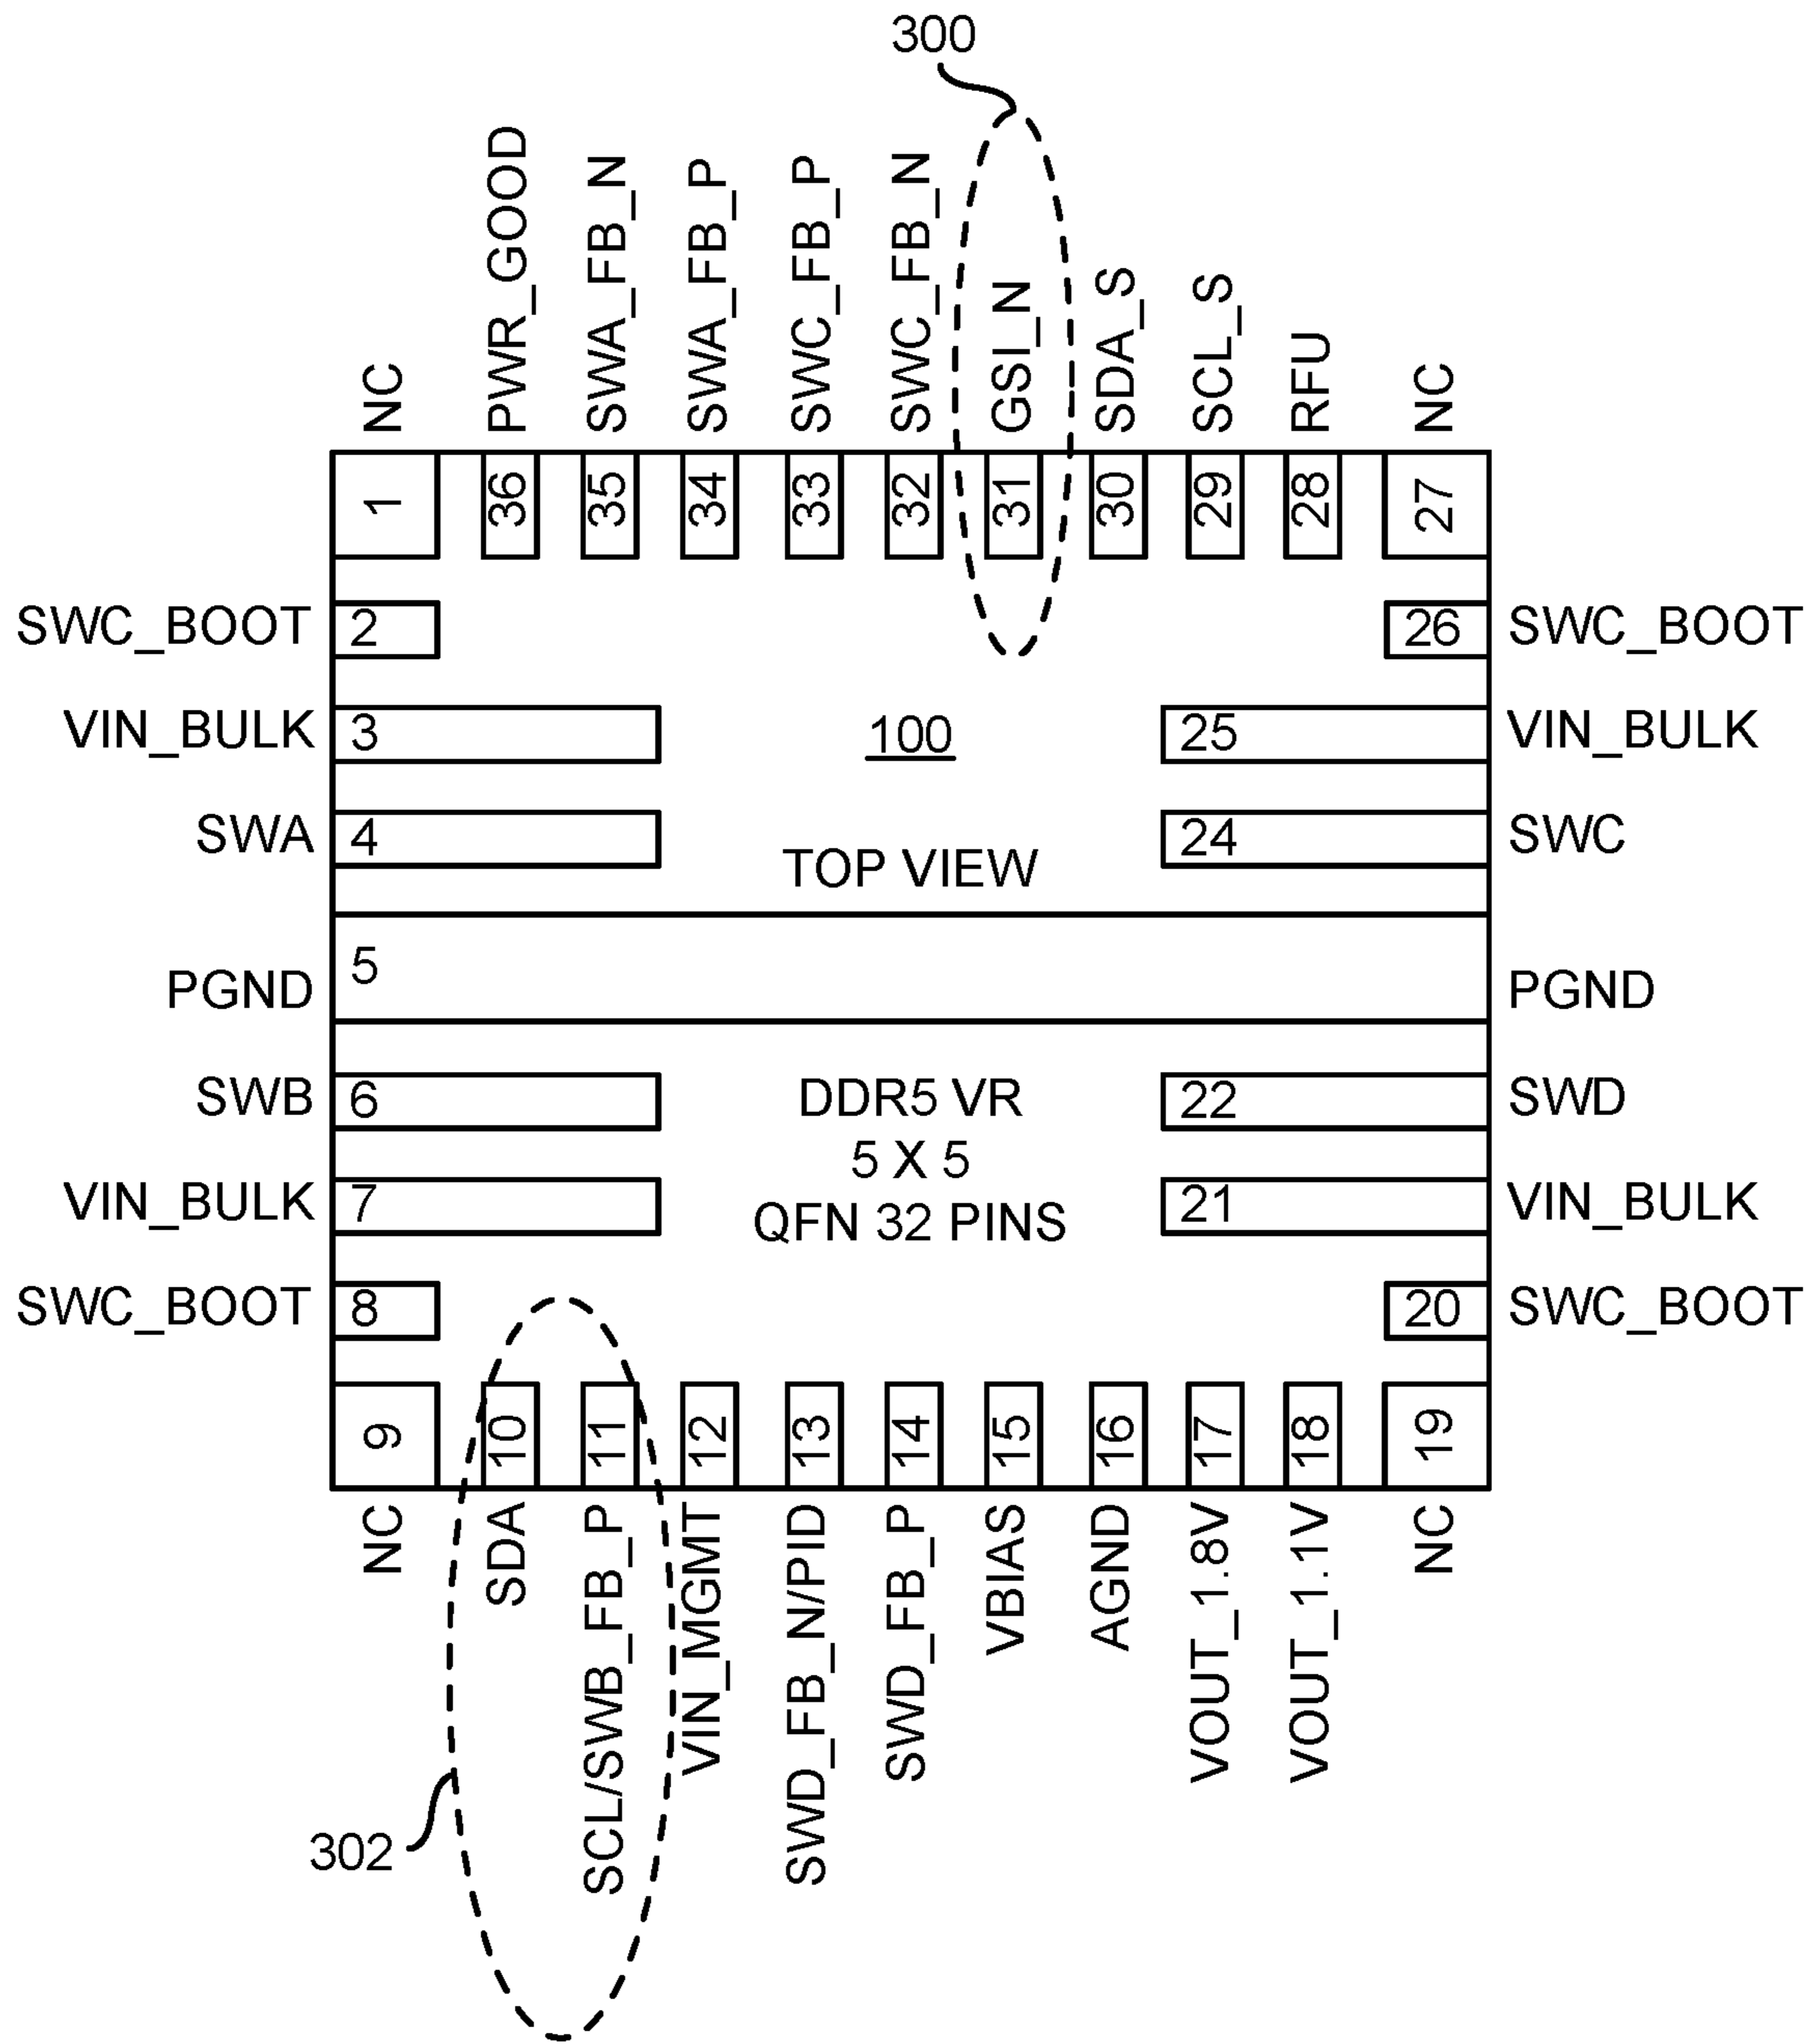 300
NC
PWR_GOOD
SWA_FB_N
SWA_FB_P
SWC_FB_P
SWC_FB_N
GSI_N
SDA_S
SCL_S
RFU
NC
1
36
35
34
33
32
31
30
29
28
27
SWC_BOOT 2
26 SWC_BOOT
VIN_BULK 3
100
25 VIN_BULK
SWA 4
24 SWC
TOP VIEW
PGND 5
PGND
SWB 6
DDR5 VR
22 SWD
5 X 5
VIN_BULK 7
QFN 32 PINS
21 VIN_BULK
SWC_BOOT 8
20 SWC_BOOT
9
10
11
12
13
14
15
16
17
18
19
NC
SDA
SCL/SWB_FB_P
VIN_MGMT
SWD_FB_N/PID
SWD_FB_P
VBIAS
AGND
VOUT_1.8V
VOUT_1.1V
NC
302